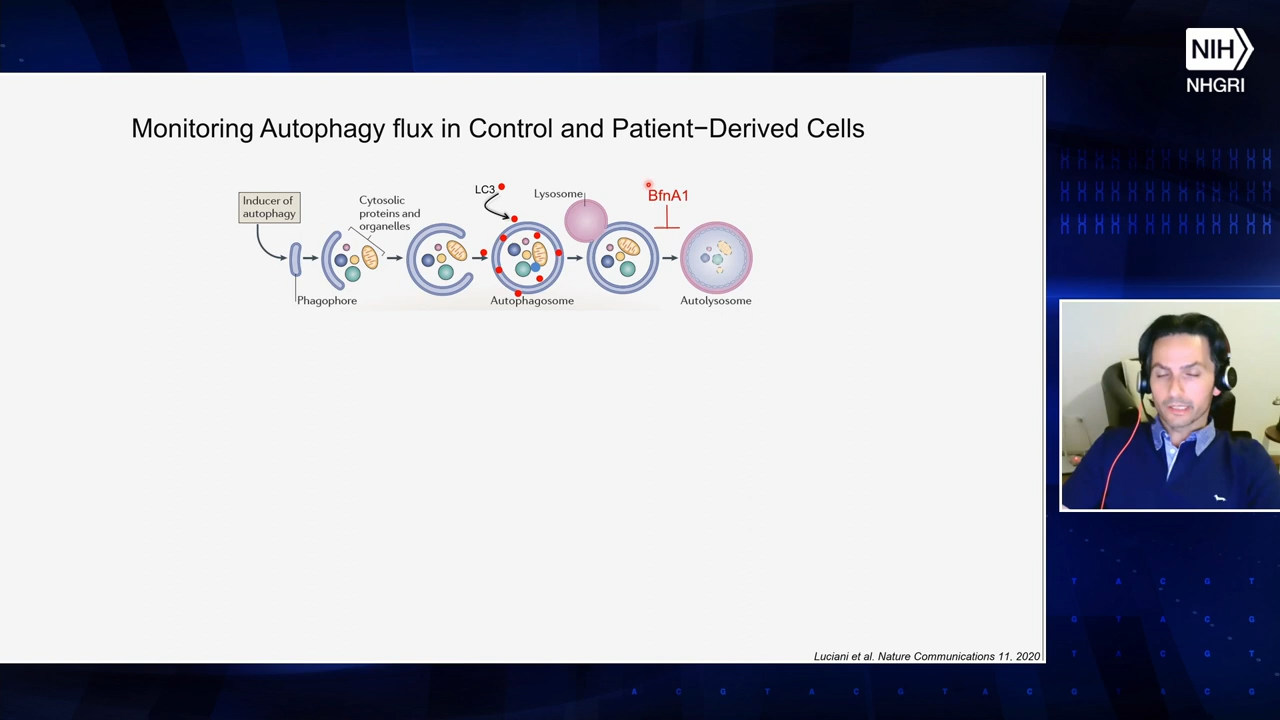 NIH
NHGRI
Monitoring Autophagy flux in Control and Patient−Derived Cells
Inducer of
autophagy
Cytosolic
proteins and
organelles
LC3
Lysosome
BfnA1
Phagophore
Autophagosome
Autolysosome
Luciani et al. Nature Communications 11, 2020
T A C G T
G T A C G
T A C G T
A C G T A C G T A C G T A C G